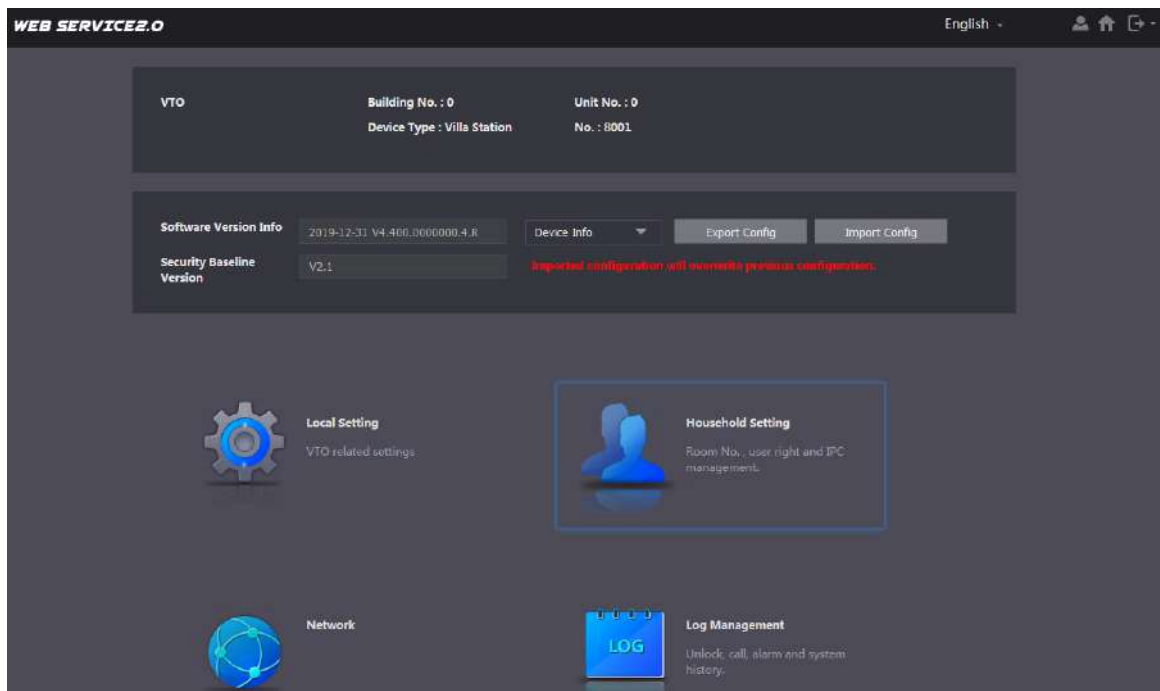 WEB SERVICE2.0
English
VTO
Building No. : 0
Unit No. : 0
Device Type : Villa Station
No. : 8001
Software Version Info
2019-12-31 V4.400.0000000.4.R
Device Info
Export Config
Import Config
Security Baseline
Version
V2.1
Imported configuration will overwrite previous configuration.
Local Setting
VTO related settings
Household Setting
Room No. , user right and IPC
management.
Network
LOG
Log Management
Unlock, call, alarm and system
history.